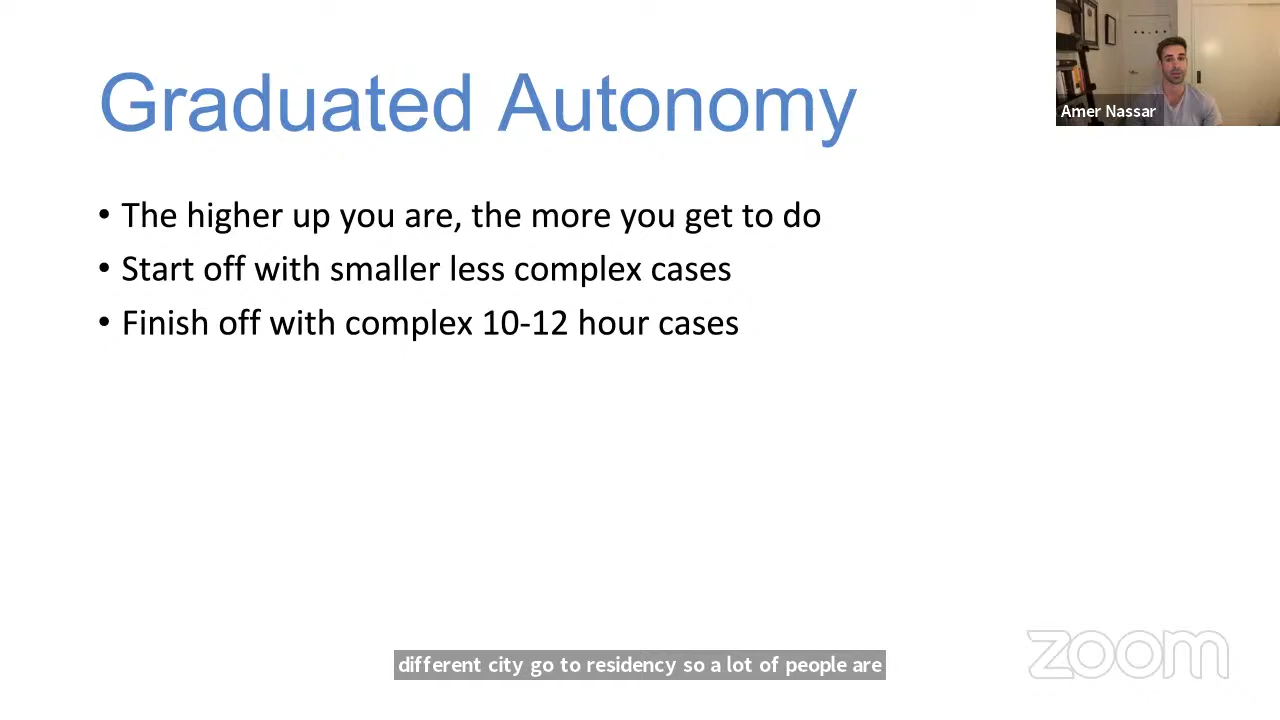 Graduated Autonomy
Amer Nassar
• The higher up you are, the more you get to do
• Start off with smaller less complex cases
• Finish off with complex 10-12 hour cases
different city go to residency so a lot of people are
zoom